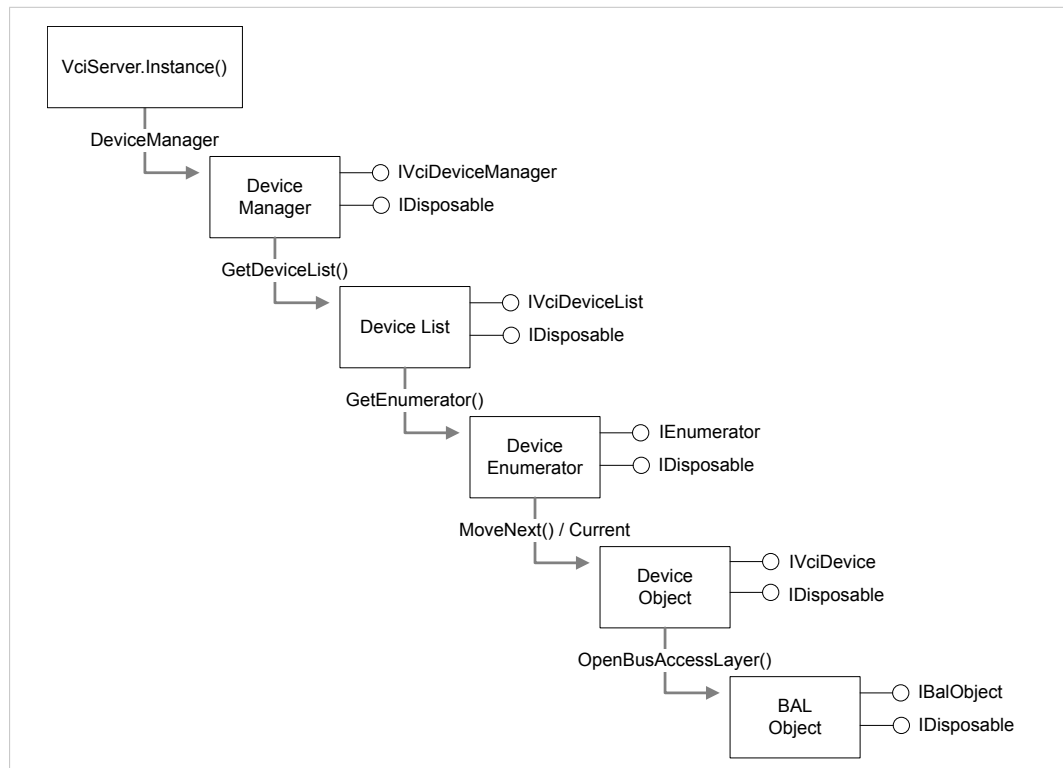 VciServer.Instance()
DeviceManager
Device
Manager
IVciDeviceManager
IDisposable
GetDeviceList()
Device List
IVciDeviceList
IDisposable
GetEnumerator()
Device
Enumerator
IEnumerator
IDisposable
MoveNext() / Current
Device
Object
IVciDevice
IDisposable
OpenBusAccessLayer()
BAL
Object
IBalObject
IDisposable